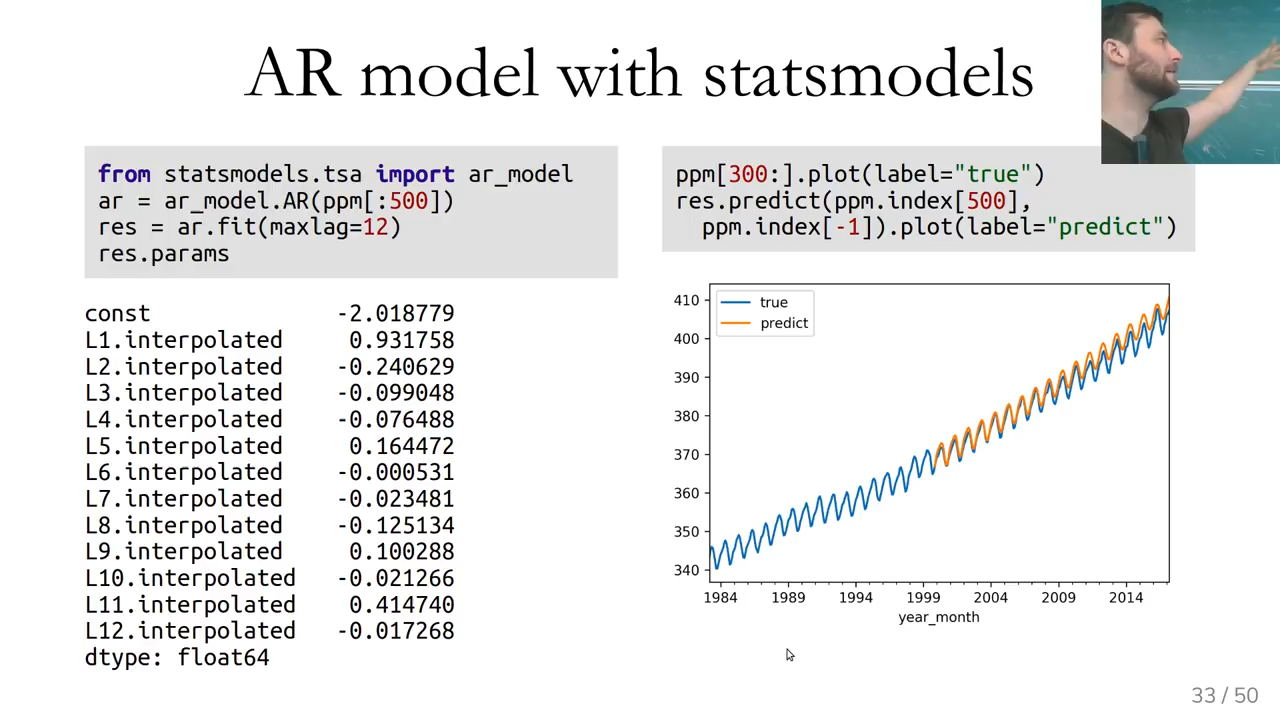 AR model with statsmodels
from statsmodels.tsa import ar_model
ar = ar_model.AR(ppm[:500])
res = ar.fit(maxlag=12)
res.params
const -2.018779
L1.interpolated 0.931758
L2.interpolated -0.240629
L3.interpolated -0.099048
L4.interpolated -0.076488
L5.interpolated 0.164472
L6.interpolated -0.000531
L7.interpolated -0.023481
L8.interpolated -0.125134
L9.interpolated 0.100288
L10.interpolated -0.021266
L11.interpolated 0.414740
L12.interpolated -0.017268
dtype: float64
ppm[300:].plot(label="true")
res.predict(ppm.index[500],
ppm.index[-1]).plot(label="predict")
true
predict
410
400
390
380
370
360
350
340
1984 1989 1994 1999 2004 2009 2014
year_month
33 / 50